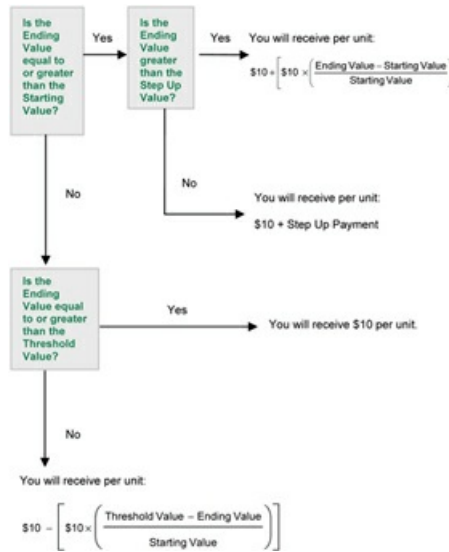 Is the
Ending
Value
equal to
or greater
than the
Starting
Value?
Yes
Is the
Ending
Value
greater
than the
Step Up
Value?
Yes
You will receive per unit:
$10 + [ $10 × ( Ending Value – Starting Value
Starting Value
No
No
You will receive per unit:
$10 + Step Up Payment
Is the
Ending
Value equal
to or greater
than the
Threshold
Value?
Yes
You will receive $10 per unit.
No
You will receive per unit:
$10 – [ $10 × ( Threshold Value – Ending Value
Starting Value ) ]